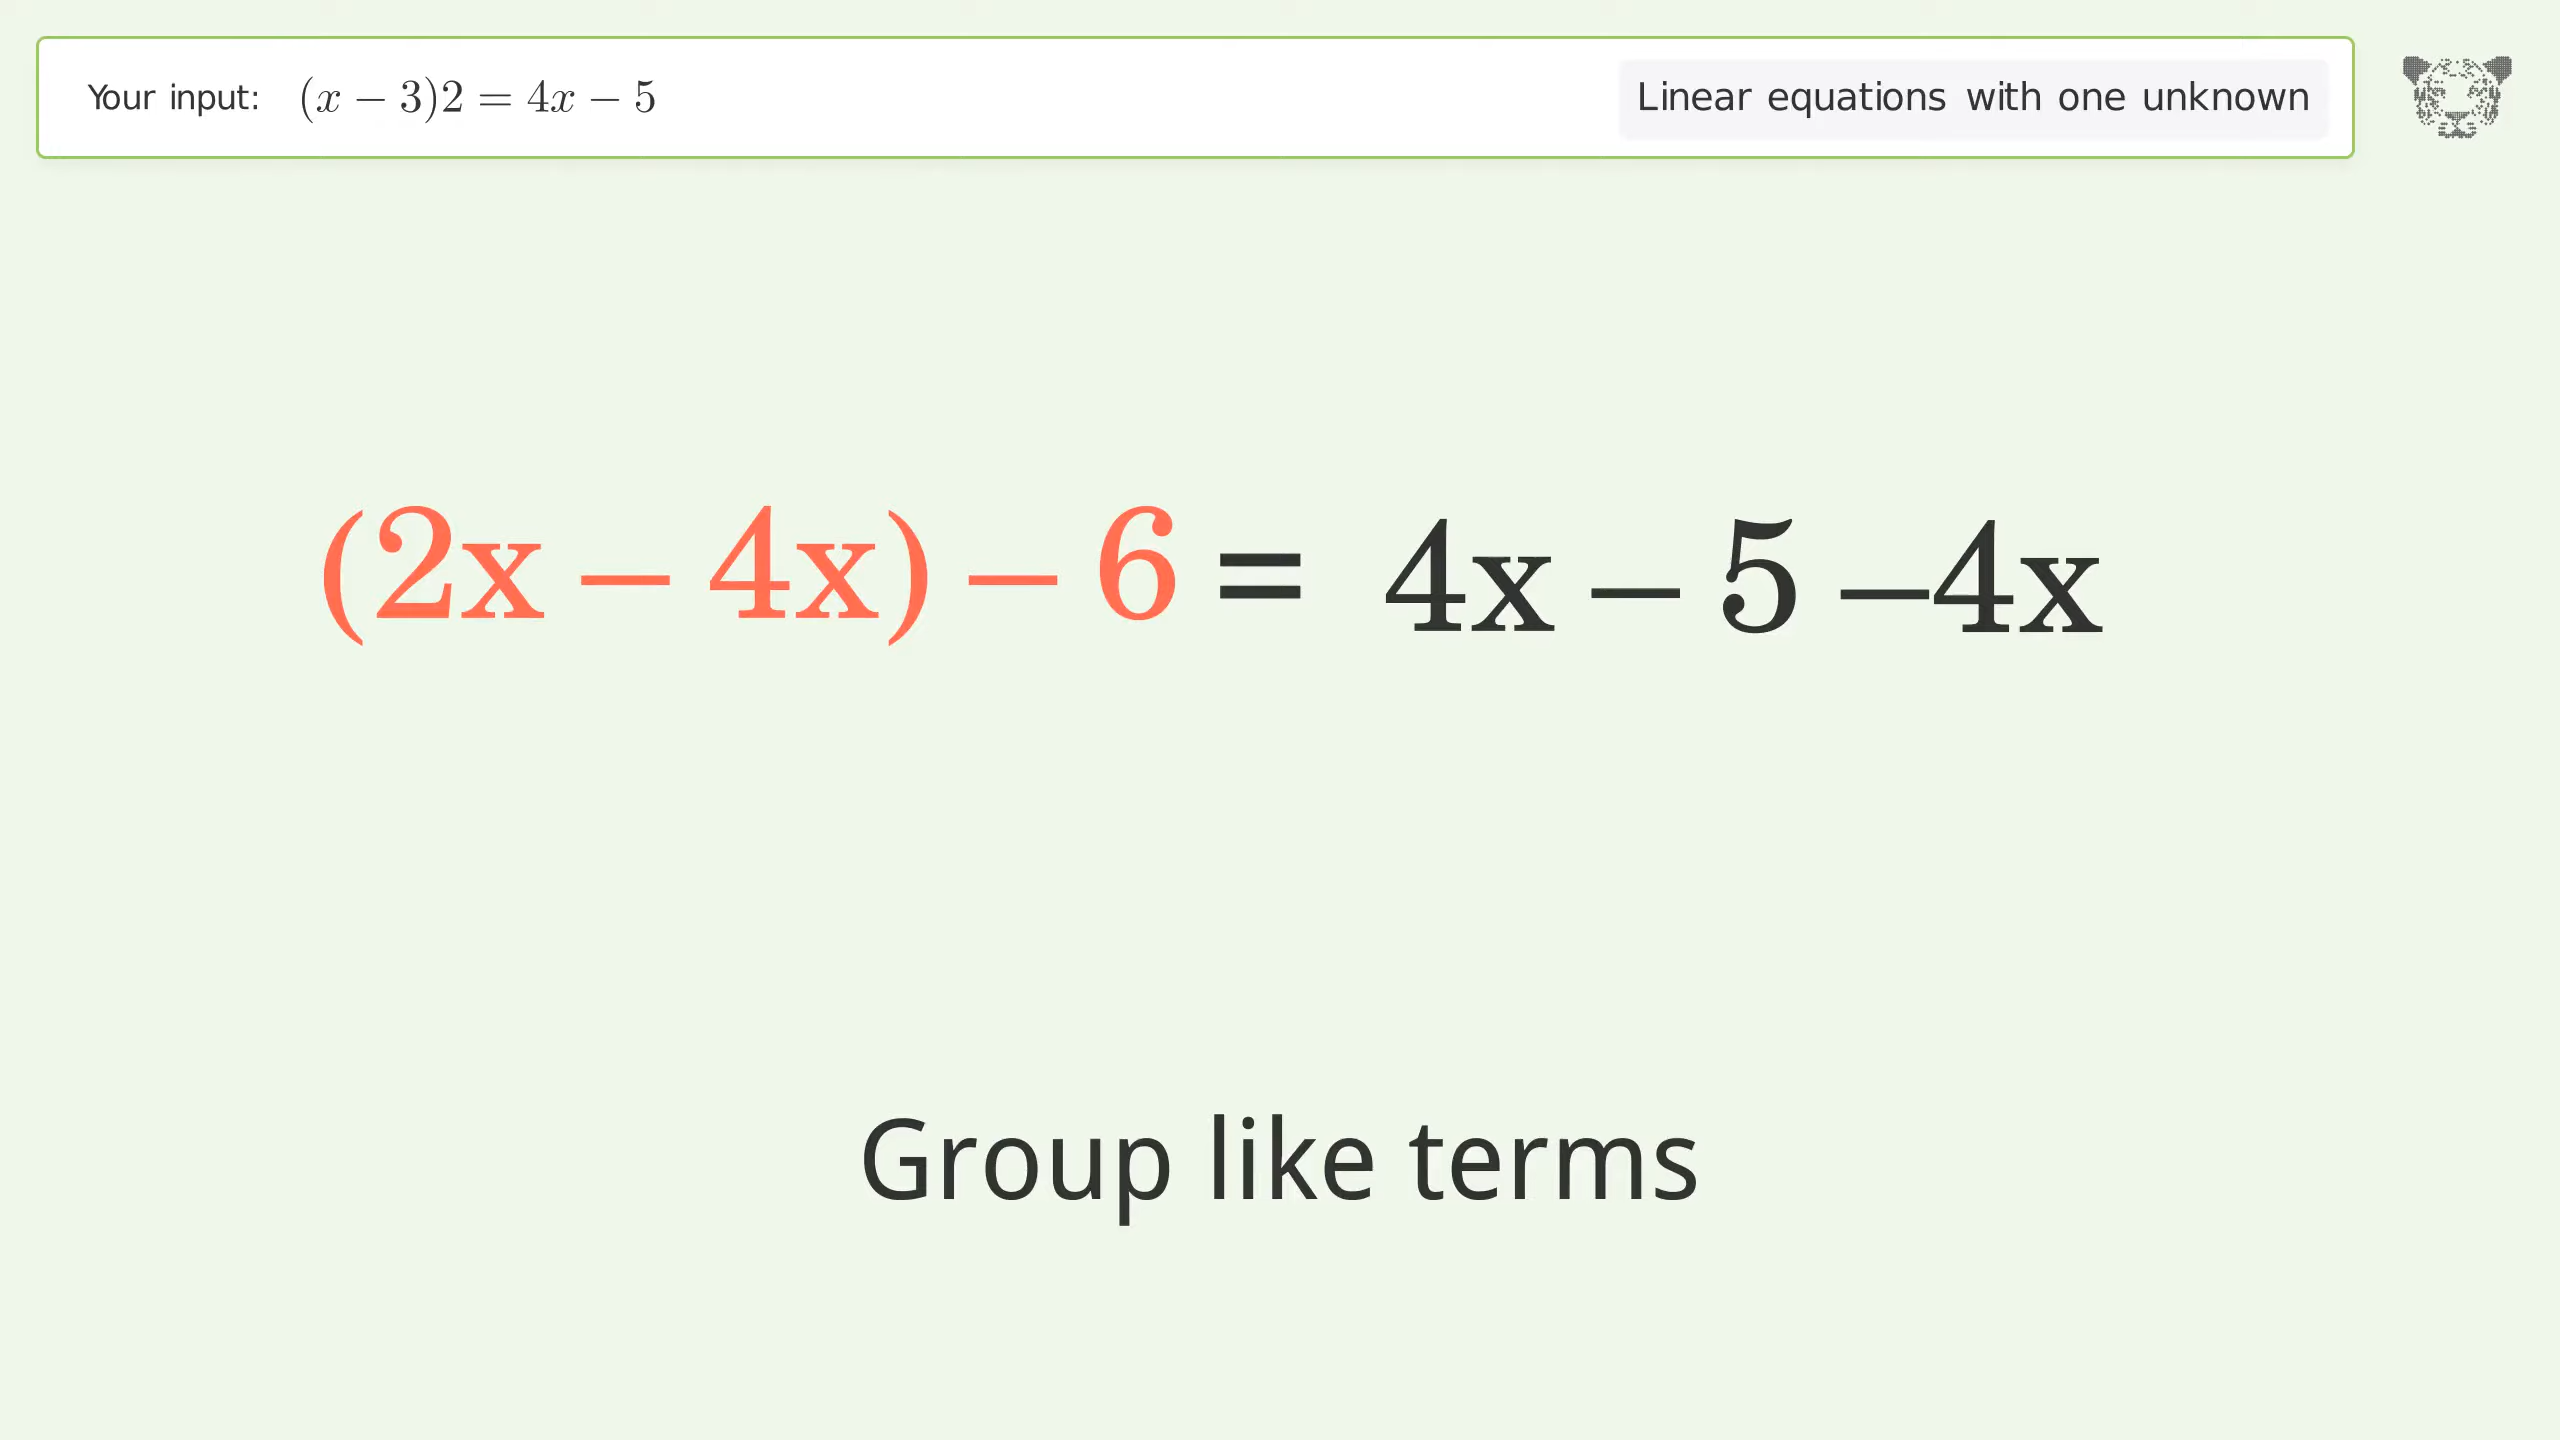 Your input: (x − 3)2 = 4x − 5
Linear equations with one unknown
(2x − 4x) − 6 = 4x − 5 −4x
Group like terms